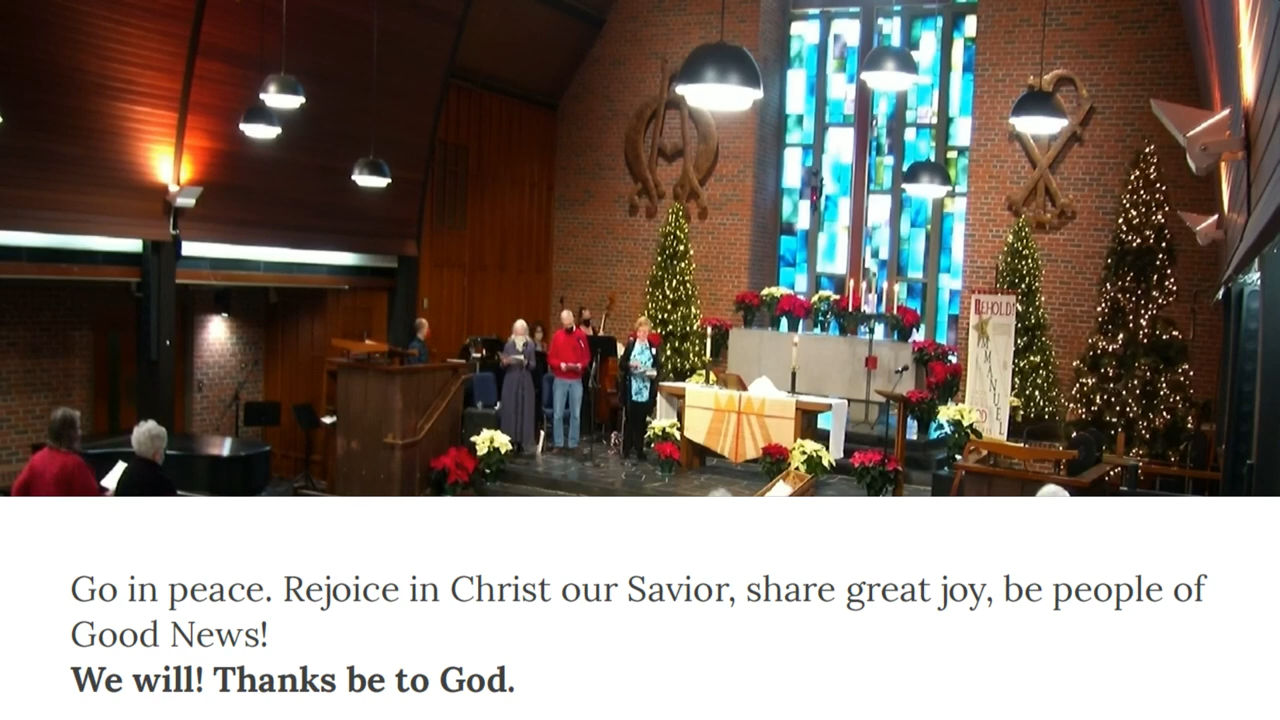 BEHOLD!
EMMANUEL
Go in peace. Rejoice in Christ our Savior, share great joy, be people of
Good News!
We will! Thanks be to God.